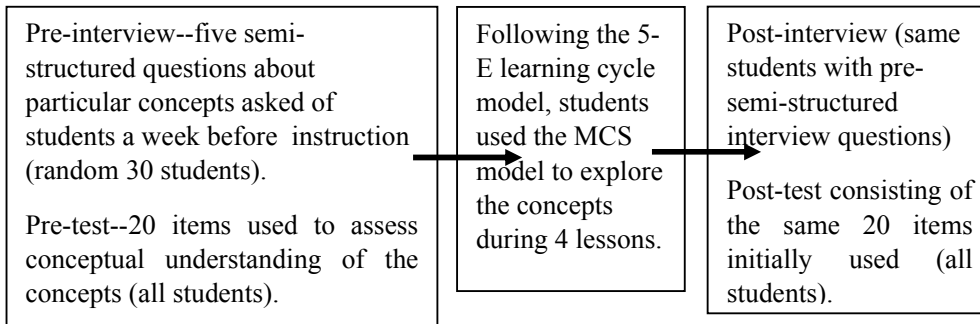 Pre-interview--five semi-
structured questions about
particular concepts asked of
students a week before instruction
(random 30 students).
Pre-test--20 items used to assess
conceptual understanding of the
concepts (all students).
Following the 5-
E learning cycle
model, students
used the MCS
model to explore
the concepts
during 4 lessons.
Post-interview (same
students with pre-
semi-structured
interview questions)
Post-test consisting of
the same 20 items
initially used (all
students).